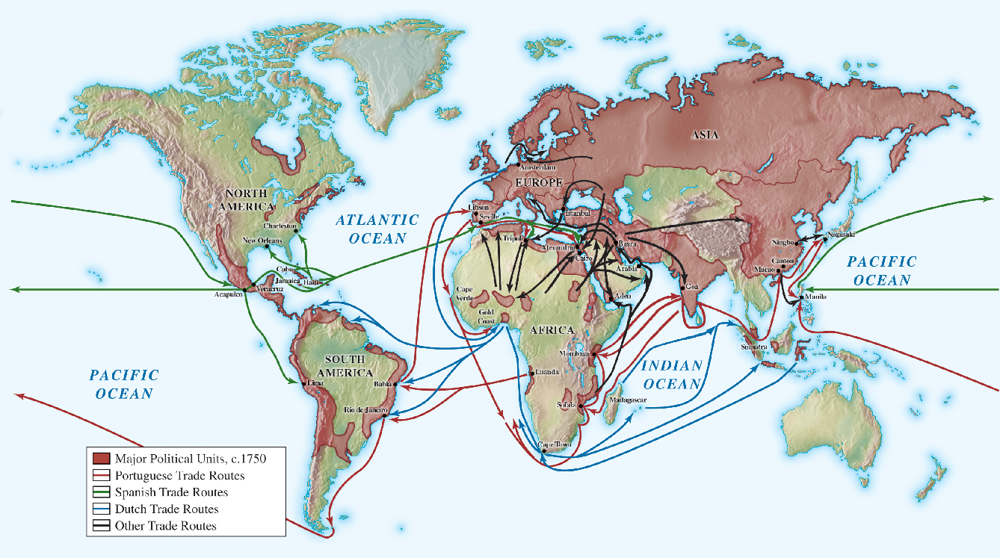 ASIA
Amsterdam
EUROPE
NORTH
AMERICA
Libson
Seville
Istanbul
ATLANTIC
OCEAN
Charleston
New Orleans
Tripoli
Alexandria
Cairo
Basra
Nagasaki
Ningbo
Canton
Macao
PACIFIC
OCEAN
Cuba
Jamaica
Haiti
Veracruz
Acapulco
Arabia
Goa
Aden
Manila
Cape
Verde
Gold
Coast
AFRICA
SOUTH
AMERICA
Mombasa
Sumatra
PACIFIC
OCEAN
Lima
Bahia
Luanda
INDIAN
OCEAN
Rio de Janeiro
Sofala
Madagascar
Cape Town
Major Political Units, c.1750
Portuguese Trade Routes
Spanish Trade Routes
Dutch Trade Routes
Other Trade Routes